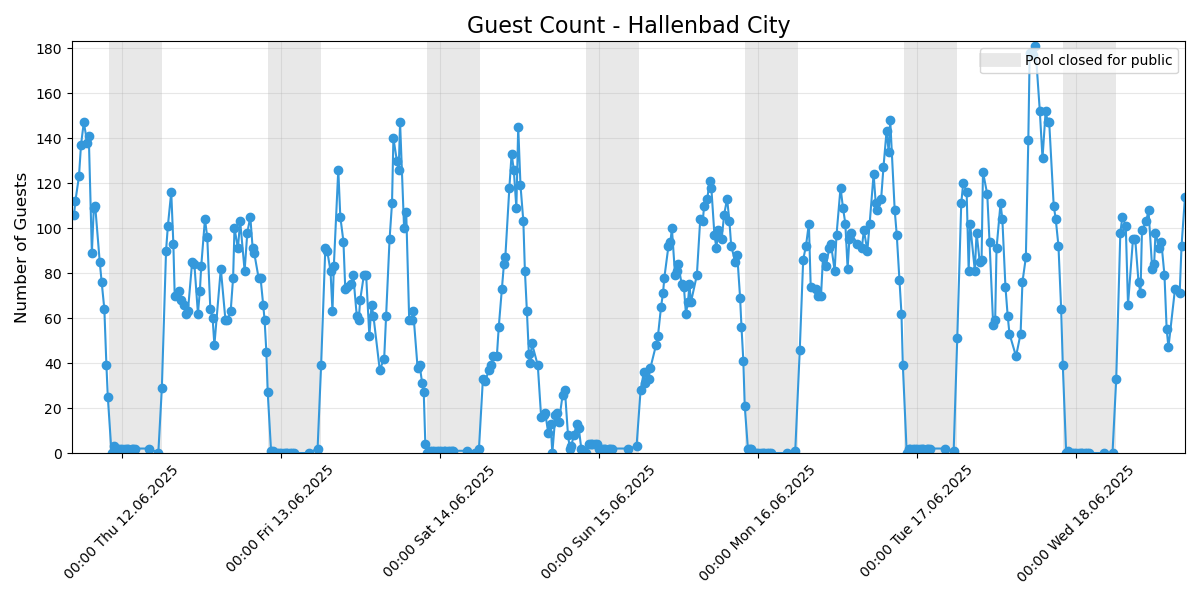 Guest Count - Hallenbad City
Pool closed for public
Number of Guests
180
160
140
120
100
80
60
40
20
0
00:00 Thu 12.06.2025
00:00 Fri 13.06.2025
00:00 Sat 14.06.2025
00:00 Sun 15.06.2025
00:00 Mon 16.06.2025
00:00 Tue 17.06.2025
00:00 Wed 18.06.2025